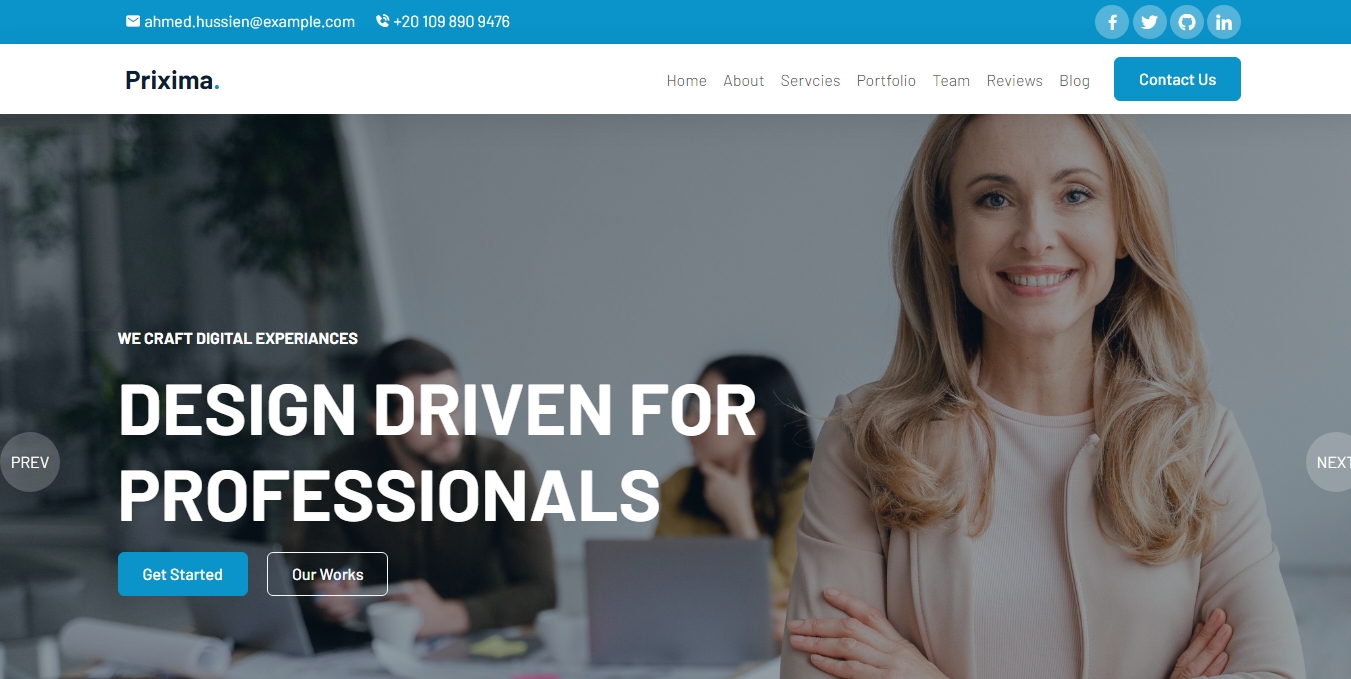 ahmed.hussien@example.com +20 109 890 9476
Prixima.
Home About Servcies Portfolio Team Reviews Blog Contact Us
WE CRAFT DIGITAL EXPERIANCES
DESIGN DRIVEN FOR
PROFESSIONALS
PREV
NEXT
Get Started Our Works